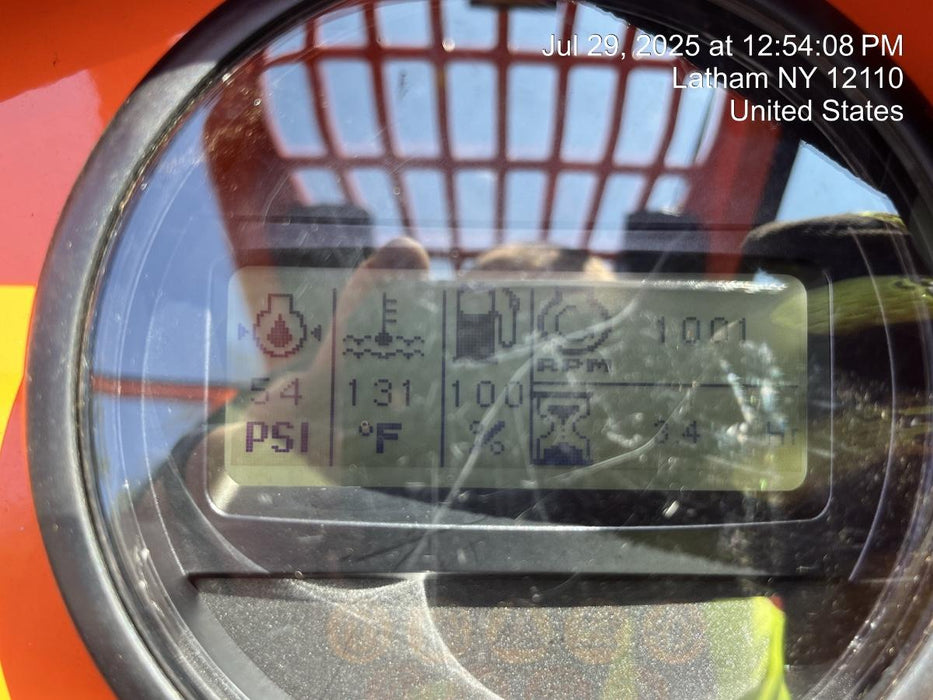 Jul 29, 2025 at 12:54:08 PM
Latham NY 12110
United States
54 131 100 1001
RPM
PSI °F %